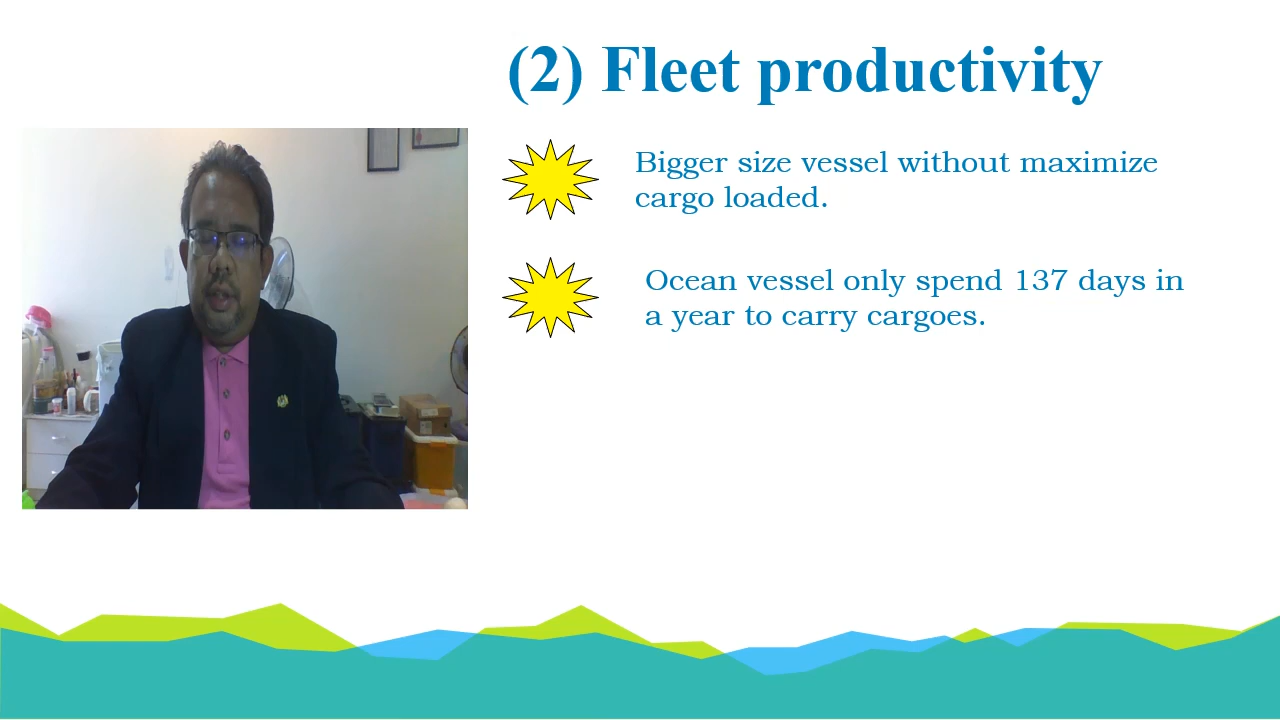 (2) Fleet productivity
Bigger size vessel without maximize
cargo loaded.
Ocean vessel only spend 137 days in
a year to carry cargoes.